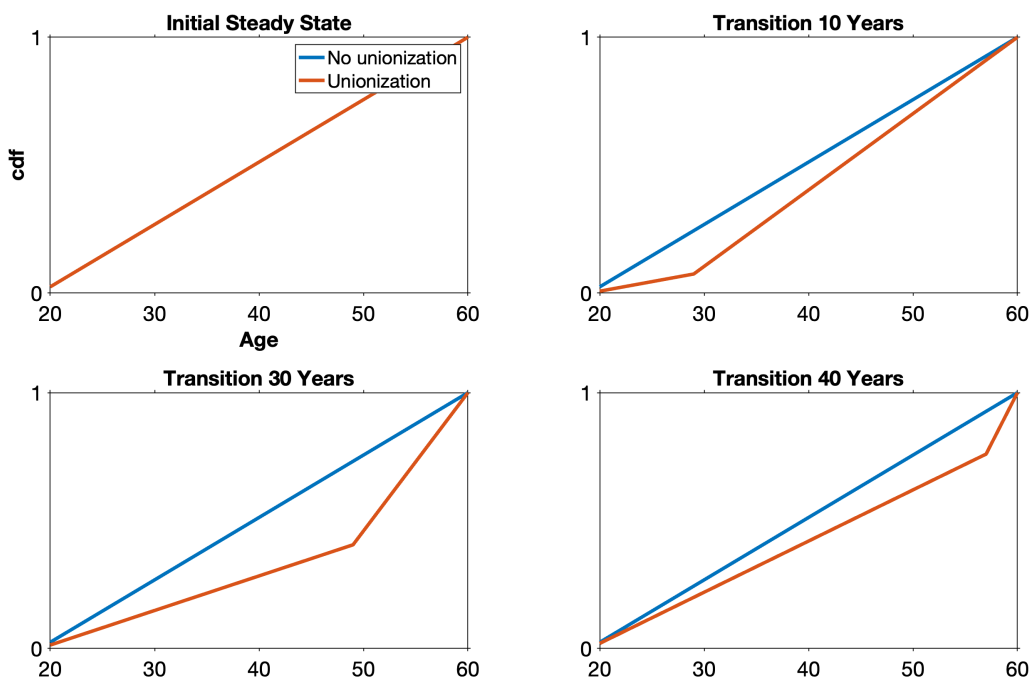 Initial Steady State
1
No unionization
Unionization
cdf
0
20 30 40 50 60
Age
Transition 10 Years
1
0
20 30 40 50 60
Transition 30 Years
1
0
20 30 40 50 60
Transition 40 Years
1
0
20 30 40 50 60